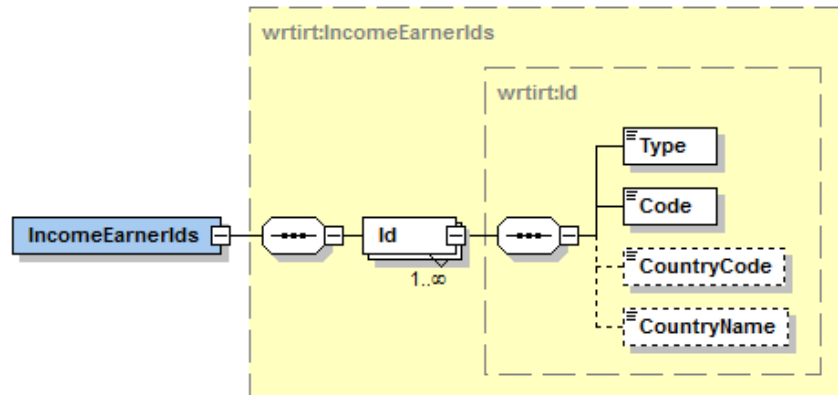 wrtirt:IncomeEarnerIds
wrtirt:Id
Type
Code
IncomeEarnerIds
Id
CountryCode
1..∞
CountryName